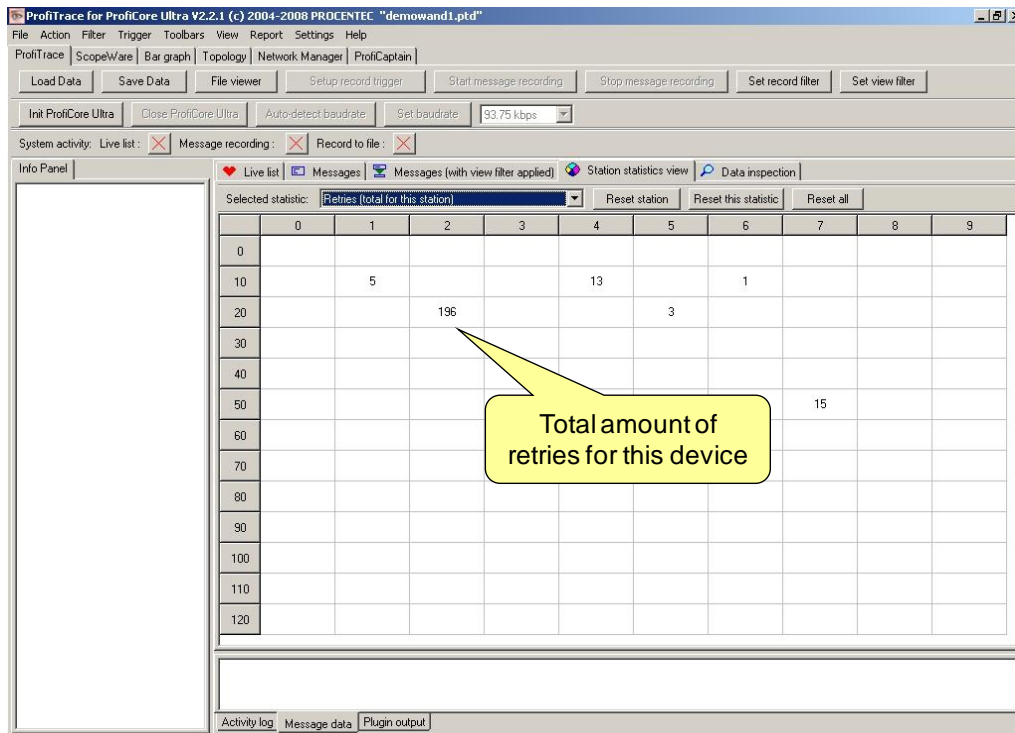 ProfiTrace for ProfiCore Ultra V2.2.1 (c) 2004-2008 PROCENTEC "demowand1.ptd"
File Action Filter Trigger Toolbars View Report Settings Help
ProfiTrace ScopeWare Bar graph Topology Network Manager ProfiCaptain
Load Data Save Data File viewer Setup record trigger Start message recording Stop message recording Set record filter Set view filter
Init ProfiCore Ultra Close ProfiCore Ultra Auto-detect baudrate Set baudrate 93.75 kbps
System activity: Live list : Message recording : Record to file :
Info Panel Live list Messages Messages (with view filter applied) Station statistics view Data inspection
Selected statistic: Retries (total for this station) Reset station Reset this statistic Reset all
0 1 2 3 4 5 6 7 8 9
0
10 5 13 1
20 196 3
30
40
50 15
60
70
80
90
100
110
120
Total amount of
retries for this device
Activity log Message data Plugin output